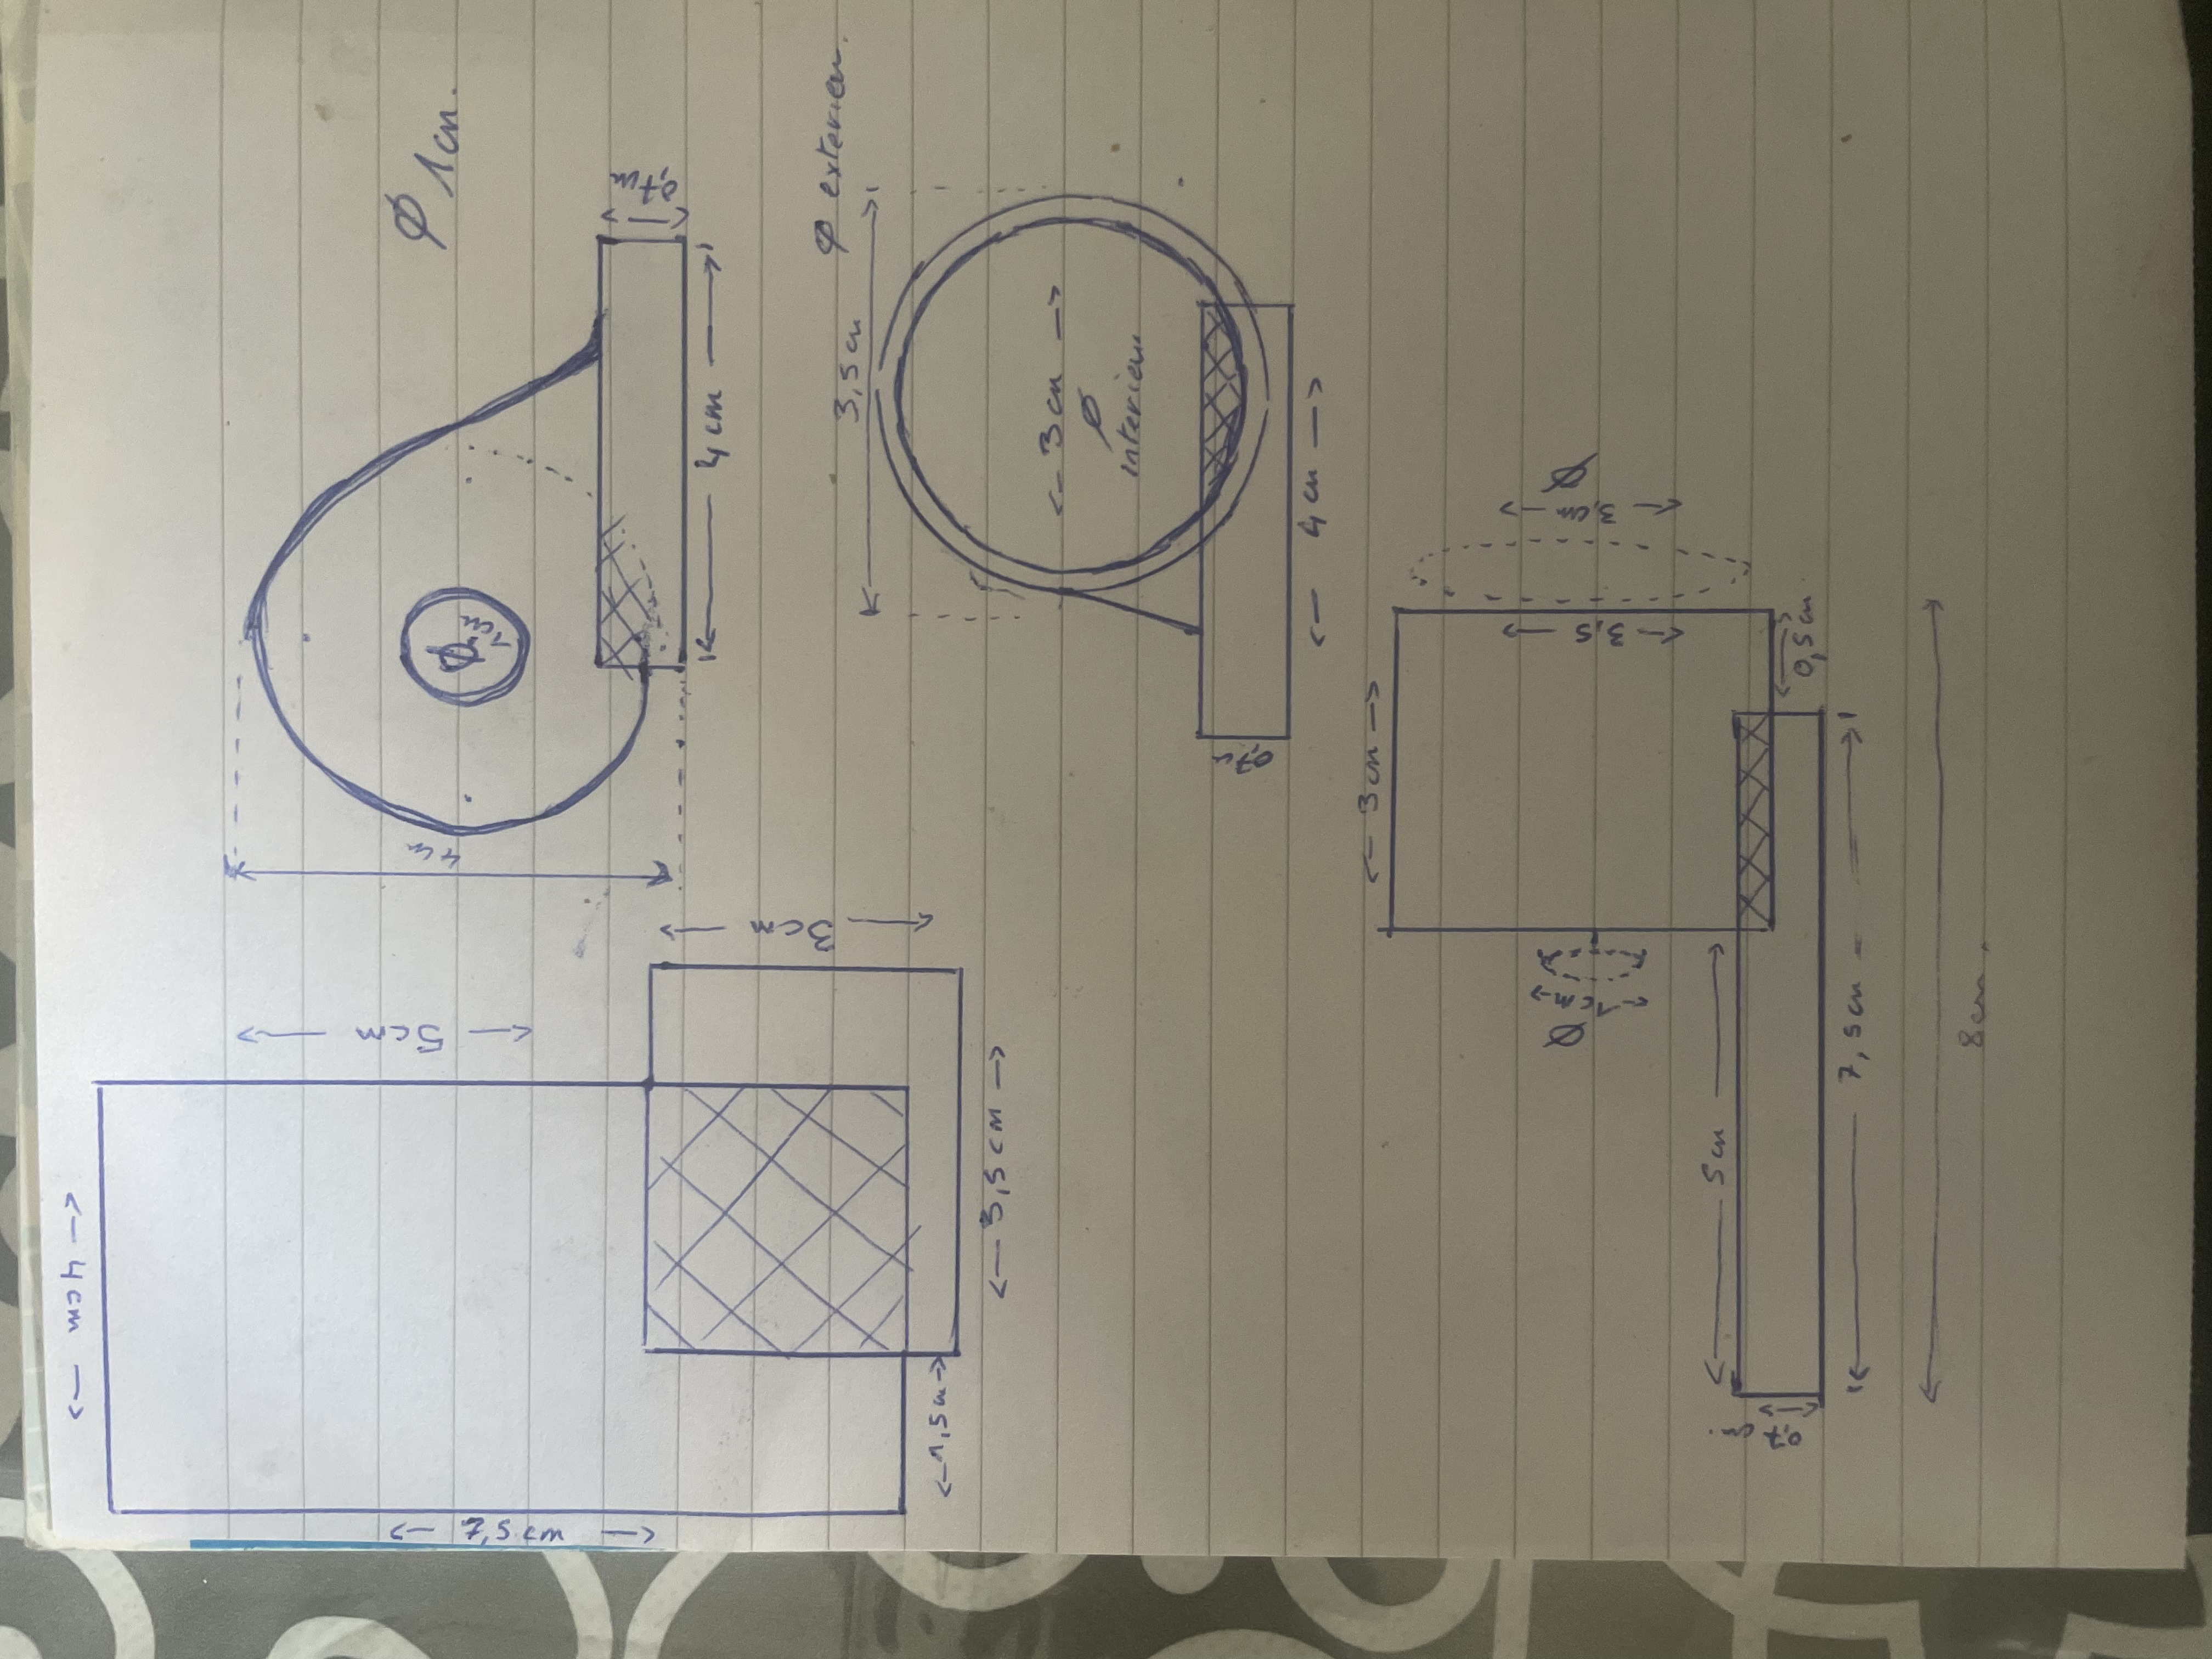 4cm
7,5cm
5cm
3cm
1,5cm
3,5cm
4cm
Ø
1cm
Ø 1cm.
0,7cm
4cm
Ø exterieur.
3,5cm
3cm
Ø
interieur
0,7cm
4cm
3cm
Ø
1cm
3,5
3,cm
Ø
5cm
0,7cm.
0,5cm
7,5cm
8cm.